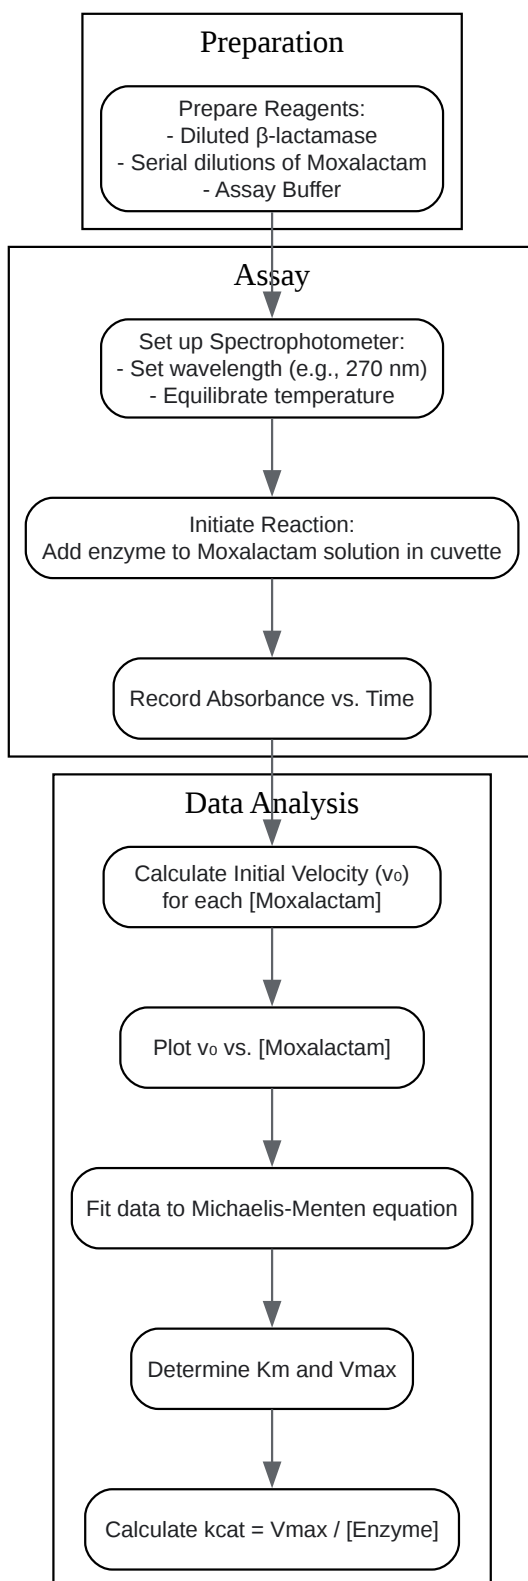 Preparation
Prepare Reagents:
- Diluted β-lactamase
- Serial dilutions of Moxalactam
- Assay Buffer
Assay
Set up Spectrophotometer:
- Set wavelength (e.g., 270 nm)
- Equilibrate temperature
Initiate Reaction:
Add enzyme to Moxalactam solution in cuvette
Record Absorbance vs. Time
Data Analysis
Calculate Initial Velocity (v₀)
for each [Moxalactam]
Plot v₀ vs. [Moxalactam]
Fit data to Michaelis-Menten equation
Determine Km and Vmax
Calculate kcat = Vmax / [Enzyme]